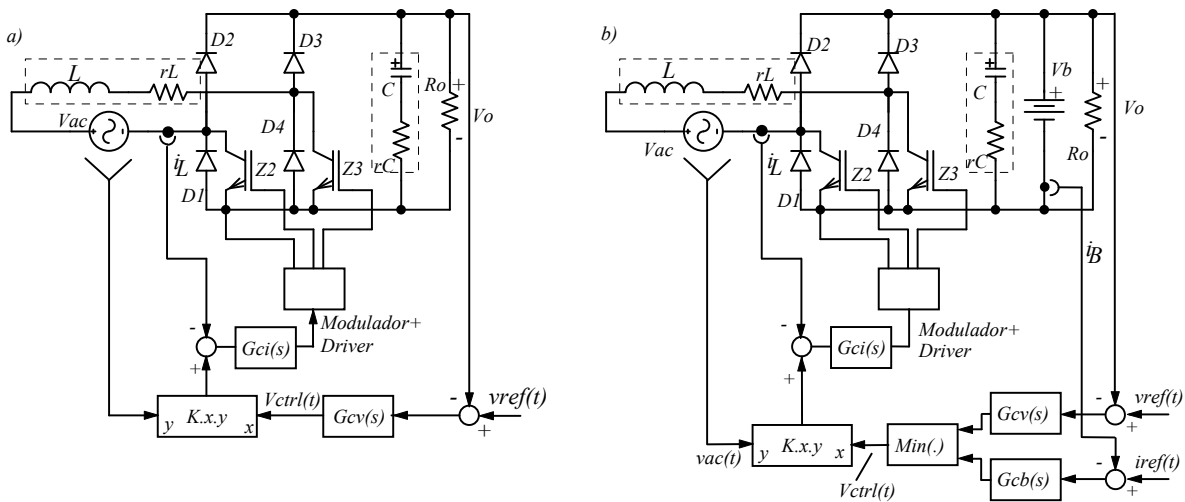 a)
D2
D3
L
rL
C
Ro
+
Vo
-
Vac
+
-
D4
iL
Z2
rC
Z3
D1
+
-
Modulador+
Driver
Gci(s)
+
Vctrl(t)
-
vref(t)
y
K.x.y
x
Gcv(s)
+
b)
D2
D3
Vb
L
rL
+
C
+
+
Vo
-
Vac
+
-
D4
iL
Z2
rC
Z3
Ro
D1
iB
-
Modulador+
Driver
Gci(s)
+
Gcv(s)
-
vref(t)
+
vac(t)
y
K.x.y
x
Min(.)
Vctrl(t)
Gcb(s)
-
iref(t)
+